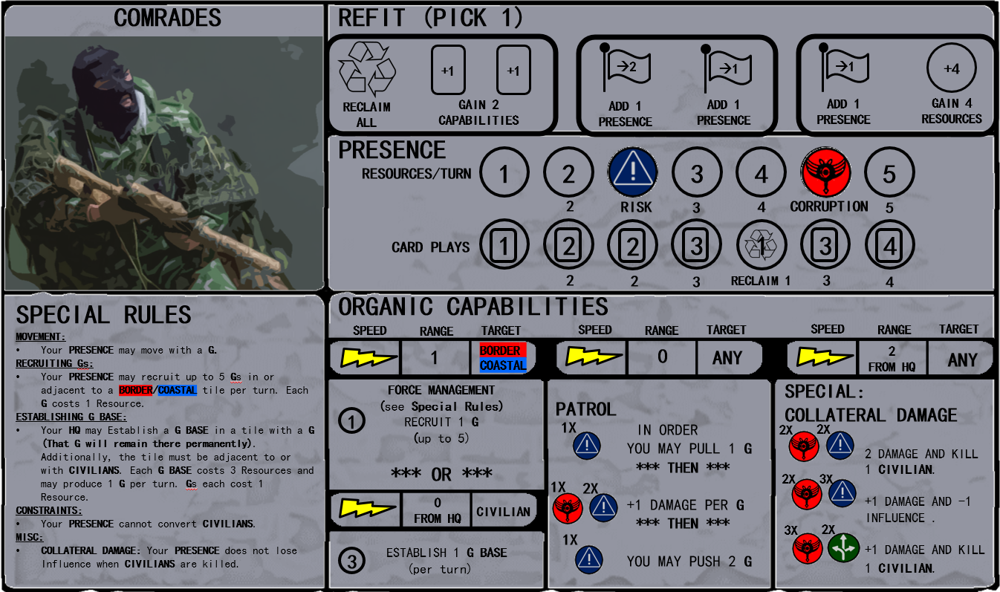 COMRADES
REFIT (PICK 1)
+1 +1
→2 →1
→1 +4
RECLAIM
ALL
GAIN 2
CAPABILITIES
ADD 1
PRESENCE
ADD 1
PRESENCE
ADD 1
PRESENCE
GAIN 4
RESOURCES
PRESENCE
RESOURCES/TURN 1 2 ! 3 4 5
2 RISK 3 4 CORRUPTION 5
CARD PLAYS 1 2 2 3 1 3 4
2 2 3 RECLAIM 1 3 4
SPECIAL RULES
MOVEMENT:
• Your PRESENCE may move with a G.
RECRUITING Gs:
• Your PRESENCE may recruit up to 5 Gs in or
adjacent to a BORDER/COASTAL tile per turn. Each
G costs 1 Resource.
ESTABLISHING G BASE:
• Your HQ may Establish a G BASE in a tile with a G
(That G will remain there permanently).
Additionally, the tile must be adjacent to or
with CIVILIANS. Each G BASE costs 3 Resources and
may produce 1 G per turn. Gs each cost 1
Resource.
CONSTRAINTS:
• Your PRESENCE cannot convert CIVILIANS.
MISC:
• COLLATERAL DAMAGE: Your PRESENCE does not lose
Influence when CIVILIANS are killed.
ORGANIC CAPABILITIES
SPEED RANGE TARGET
1 BORDER
COASTAL
FORCE MANAGEMENT
(see Special Rules)
1 RECRUIT 1 G
(up to 5)
*** OR ***
0
FROM HQ CIVILIAN
3 ESTABLISH 1 G BASE
(per turn)
SPEED RANGE TARGET
0 ANY
PATROL
1X
IN ORDER
YOU MAY PULL 1 G
*** THEN ***
1X 2X
+1 DAMAGE PER G
*** THEN ***
1X
YOU MAY PUSH 2 G
SPEED RANGE TARGET
2
FROM HQ ANY
SPECIAL:
COLLATERAL DAMAGE
2X 2X
2 DAMAGE AND KILL
1 CIVILIAN.
2X 3X
+1 DAMAGE AND -1
INFLUENCE .
3X 2X
+1 DAMAGE AND KILL
1 CIVILIAN.